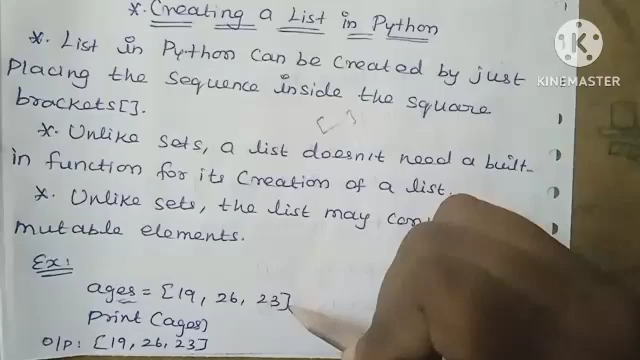 *. Creating a List in Python
*. List in Python can be created by just
placing the sequence inside the square
brackets[].
[ ]
*. Unlike sets, a list doesn't need a built-
in function for its creation of a list.
*. Unlike sets, the list may
mutable elements.
Ex:
ages = [19, 26, 23]
print (ages)
O/P: [19, 26, 23]
KINEMASTER